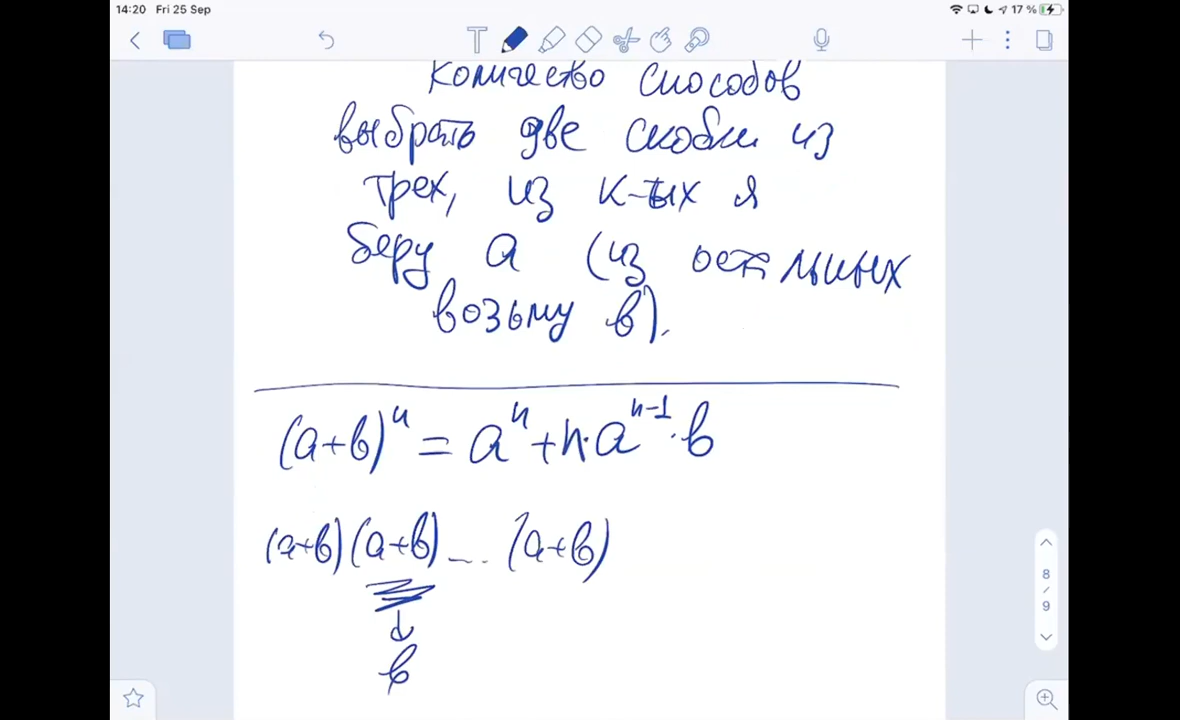 14:20 Fri 25 Sep 17 %
T
Количество способов
выбрать две скобки из
трех, из к-тых я
беру a (из остальных
возьму в).
(a+в)ⁿ = aⁿ + n·aⁿ⁻¹·в
(a+в)(a+в)_.. (a+в)
↓
в
8
/
9